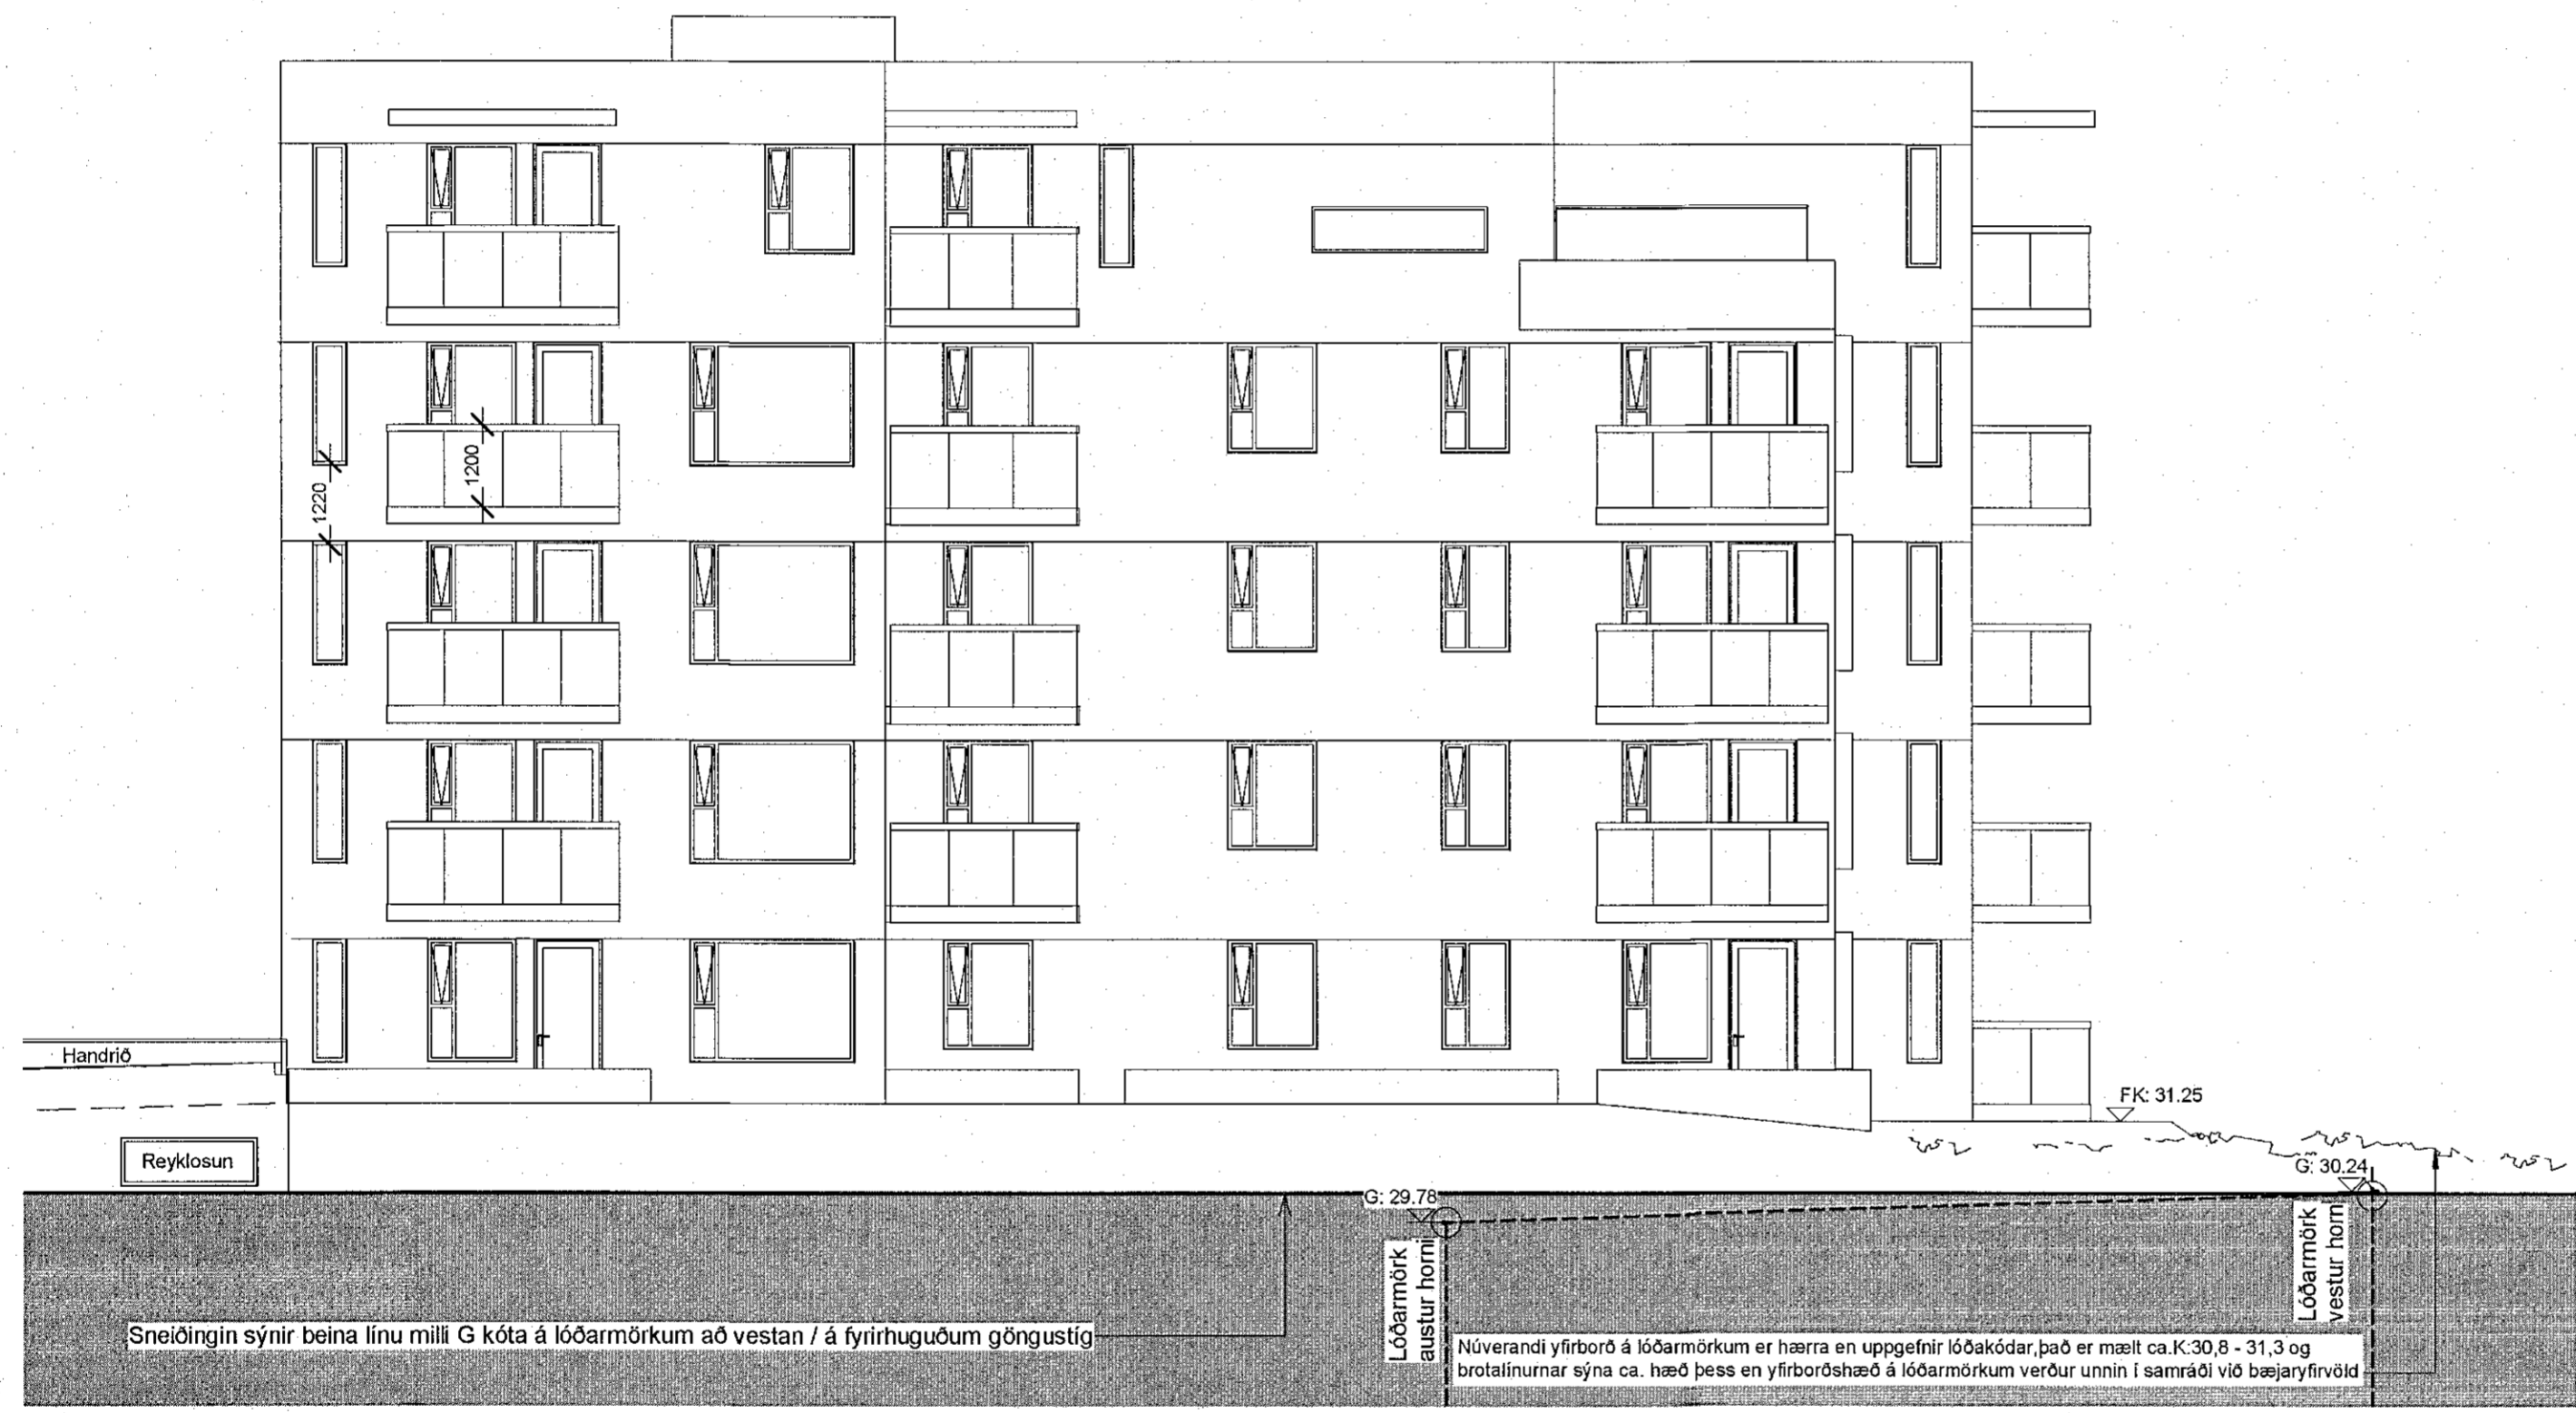 1220
1200
Handrið
Reyklosun
FK: 31.25
G: 30.24
G: 29.78
Lóðarmörk
austur horni
Lóðarmörk
vestur horni
Sneiðingin sýnir beina línu milli G kóta á lóðarmörkum að vestan / á fyrirhuguðum göngustíg
Núverandi yfirborð á lóðarmörkum er hærra en uppgefnir lóðakódar,það er mælt ca.K:30,8 - 31,3 og
brotalínurnar sýna ca. hæð þess en yfirborðshæð á lóðarmörkum verður unnin í samráði við bæjaryfirvöld